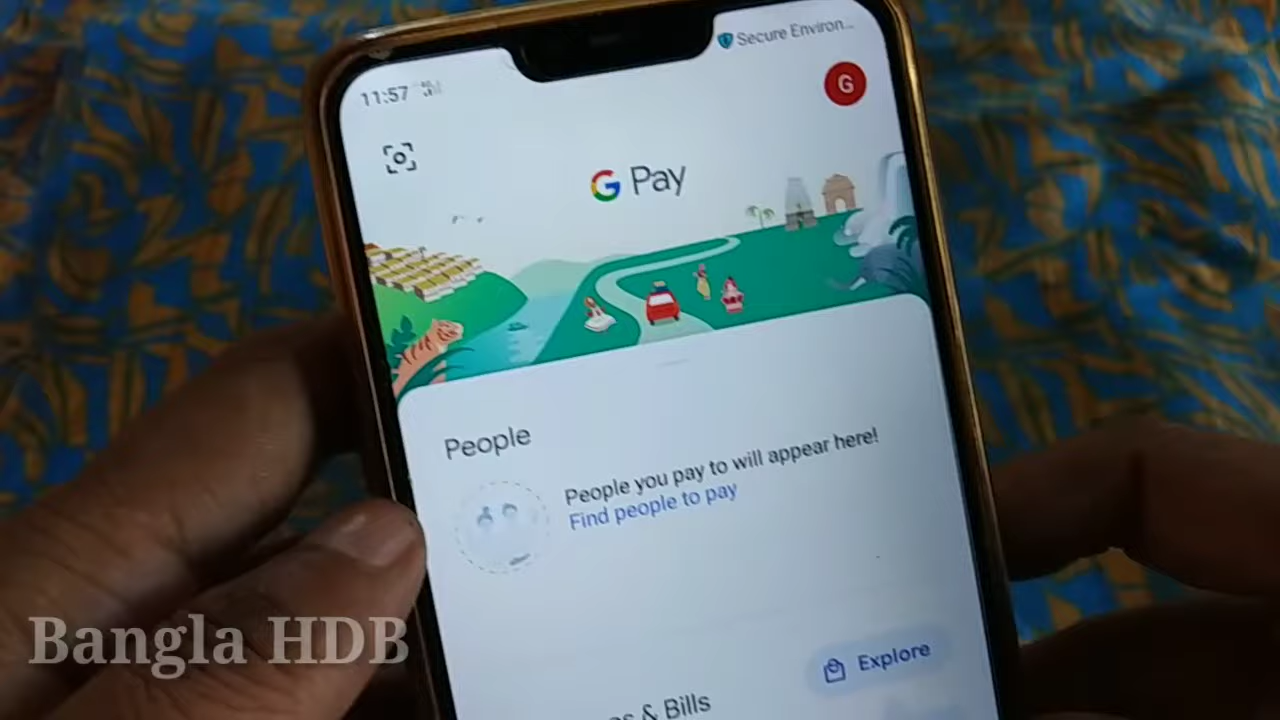 11:57
Secure Environ...
G
G Pay
People
People you pay to will appear here!
Find people to pay
Explore
& Bills
Bangla HDB